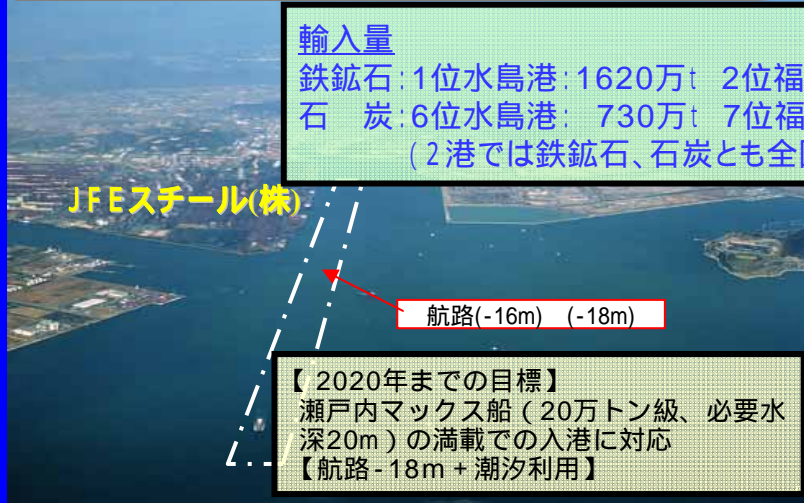 輸入量
鉄鉱石:1位水島港:1620万t 2位福
石 炭:6位水島港: 730万t 7位福
(2港では鉄鉱石、石炭とも全
JFEスチール(株)
航路(-16m) (-18m)
【 2020年までの目標】
瀬戸内マックス船(20万トン級、必要水
深20m)の満載での入港に対応
【航路-18m+潮汐利用】